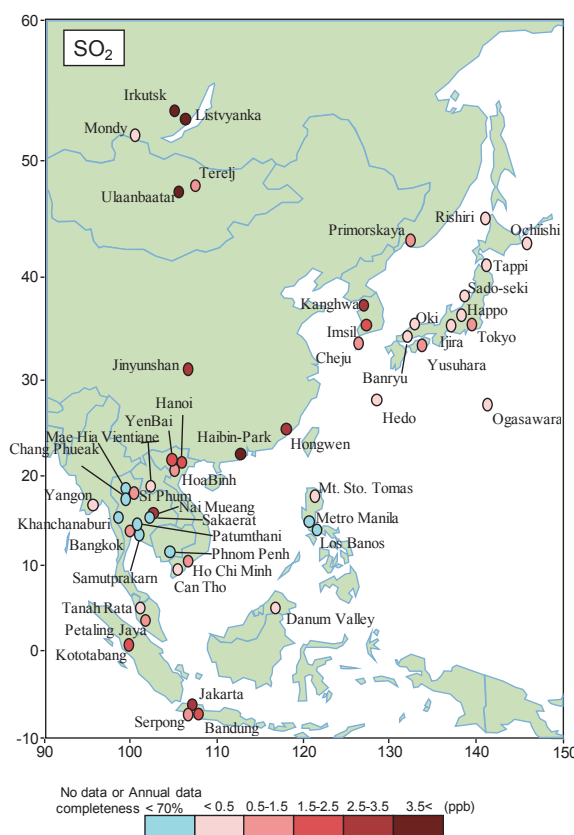 60
SO2
Irkutsk
Listvyanka
Mondy
50
Terelj
Ulaanbaatar
Rishiri
Primorskaya
Ochiishi
40
Tappi
Sado-seki
Kanghwa
Oki
Happo
Imsil
Tokyo
Cheju
Ijira
Jinyunshan
Banryu
Yusuhara
30
Hanoi
Hedo
Ogasawara
YenBai
Mae Hia Vientiane
Haibin-Park
Hongwen
Chang Phueak
20
HoaBinh
Yangon
Si Phum
Mt. Sto. Tomas
Nai Mueang
Khanchanaburi
Sakaerat
Metro Manila
Bangkok
Patumthani
Los Banos
Phnom Penh
10
Samutprakarn
Ho Chi Minh
Can Tho
Tanah Rata
Danum Valley
Petaling Jaya
0
Kototabang
Jakarta
Serpong
Bandung
-10
90 100 110 120 130 140 150
No data or Annual data
completeness < 70% < 0.5 0.5-1.5 1.5-2.5 2.5-3.5 3.5< (ppb)